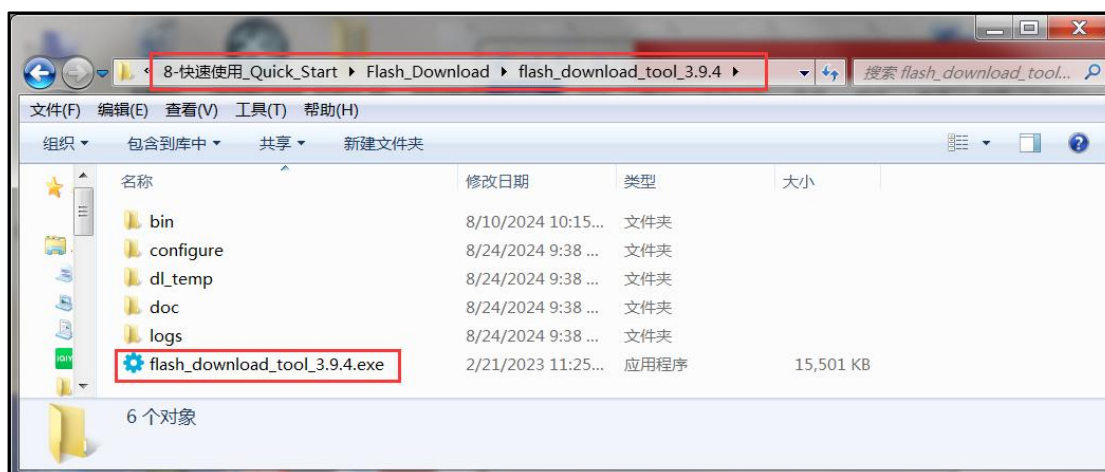 8-快速使用_Quick_Start ▸ Flash_Download ▸ flash_download_tool_3.9.4 ▸ 搜索 flash_download_tool...
文件(F) 编辑(E) 查看(V) 工具(T) 帮助(H)
组织 包含到库中 共享 新建文件夹
名称 修改日期 类型 大小
bin 8/10/2024 10:15... 文件夹
configure 8/24/2024 9:38 ... 文件夹
dl_temp 8/24/2024 9:38 ... 文件夹
doc 8/24/2024 9:38 ... 文件夹
logs 8/24/2024 9:38 ... 文件夹
flash_download_tool_3.9.4.exe 2/21/2023 11:25... 应用程序 15,501 KB
6 个对象